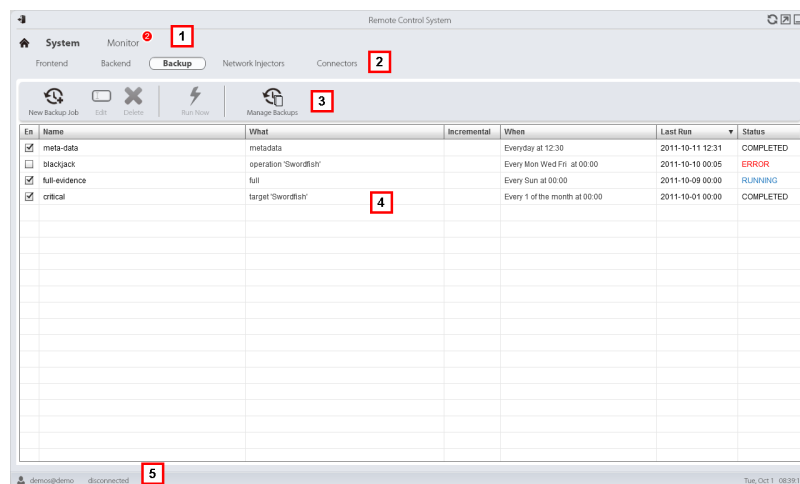 Remote Control System
System Monitor 2 1
Frontend Backend Backup Network Injectors Connectors 2
New Backup Job Edit Delete Run Now Manage Backups 3
En Name What Incremental When Last Run Status
meta-data metadata Everyday at 12:30 2011-10-11 12:31 COMPLETED
blackjack operation 'Swordfish' Every Mon Wed Fri at 00:00 2011-10-10 00:05 ERROR
full-evidence full Every Sun at 00:00 2011-10-09 00:00 RUNNING
critical target 'Swordfish' Every 1 of the month at 00:00 2011-10-01 00:00 COMPLETED
4
5
demos@demo disconnected Tue, Oct 1